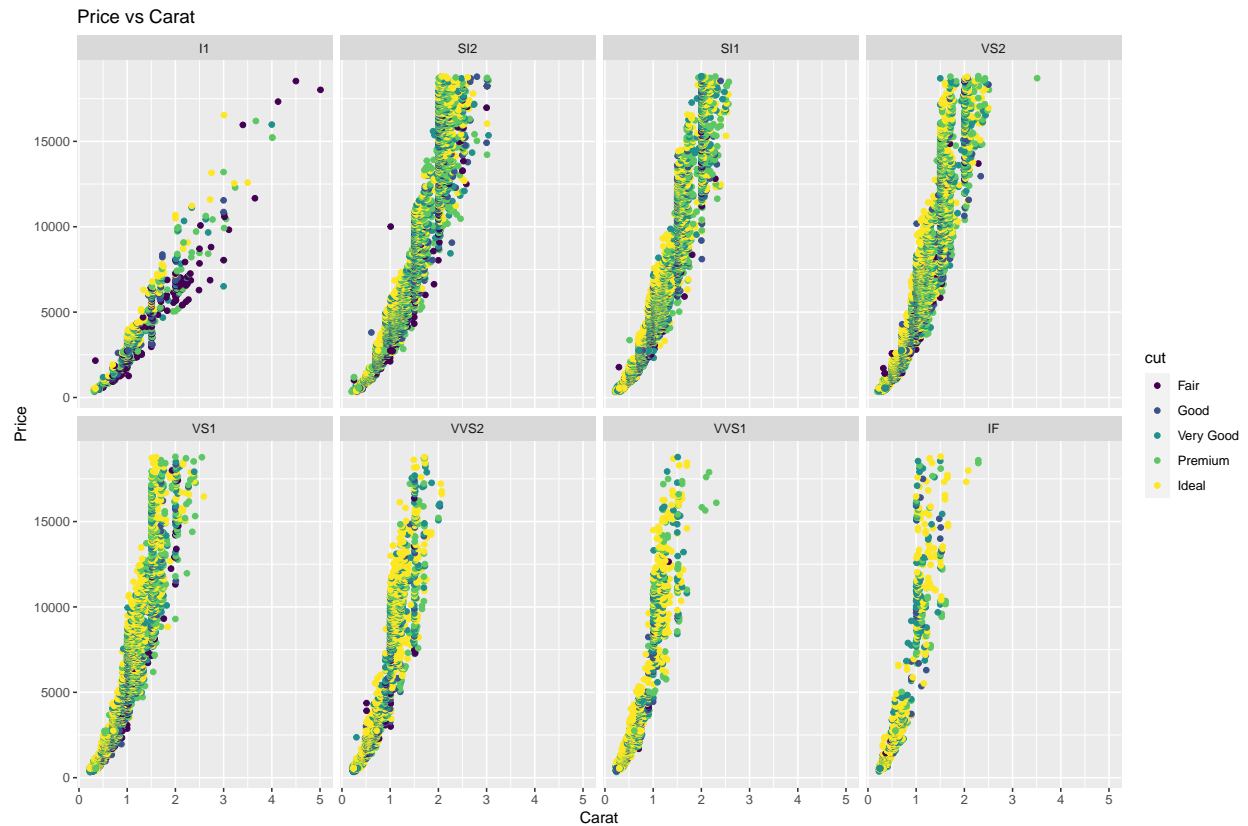 Price vs Carat
I1 SI2 SI1 VS2
15000
10000
5000
0
VS1 VVS2 VVS1 IF
15000
10000
5000
0
0 1 2 3 4 5 0 1 2 3 4 5 0 1 2 3 4 5 0 1 2 3 4 5
Carat
Price
cut
Fair
Good
Very Good
Premium
Ideal